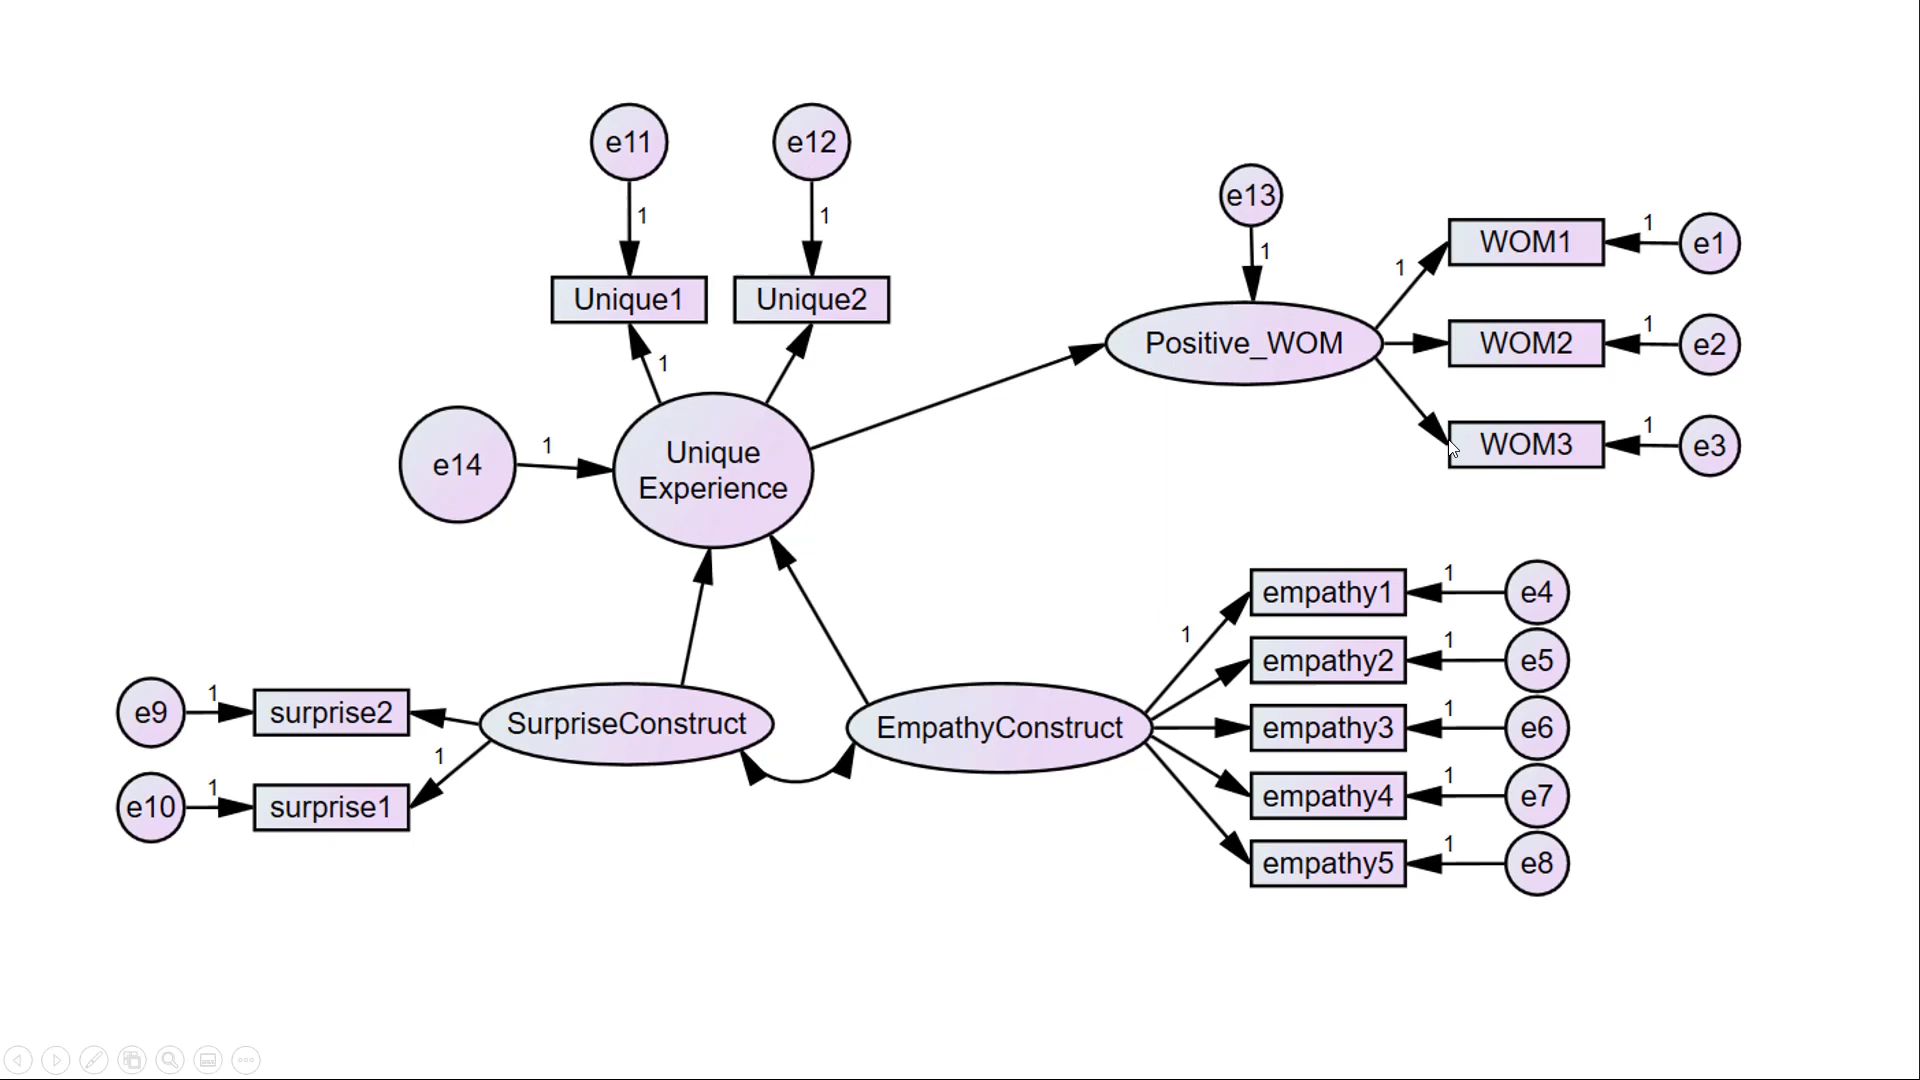 e11
e12
1
1
Unique1
Unique2
1
e14
1
Unique
Experience
e13
1
Positive_WOM
1
WOM1
1
e1
WOM2
1
e2
WOM3
1
e3
e9
1
surprise2
e10
1
surprise1
1
SurpriseConstruct
EmpathyConstruct
1
empathy1
1
e4
empathy2
1
e5
empathy3
1
e6
empathy4
1
e7
empathy5
1
e8